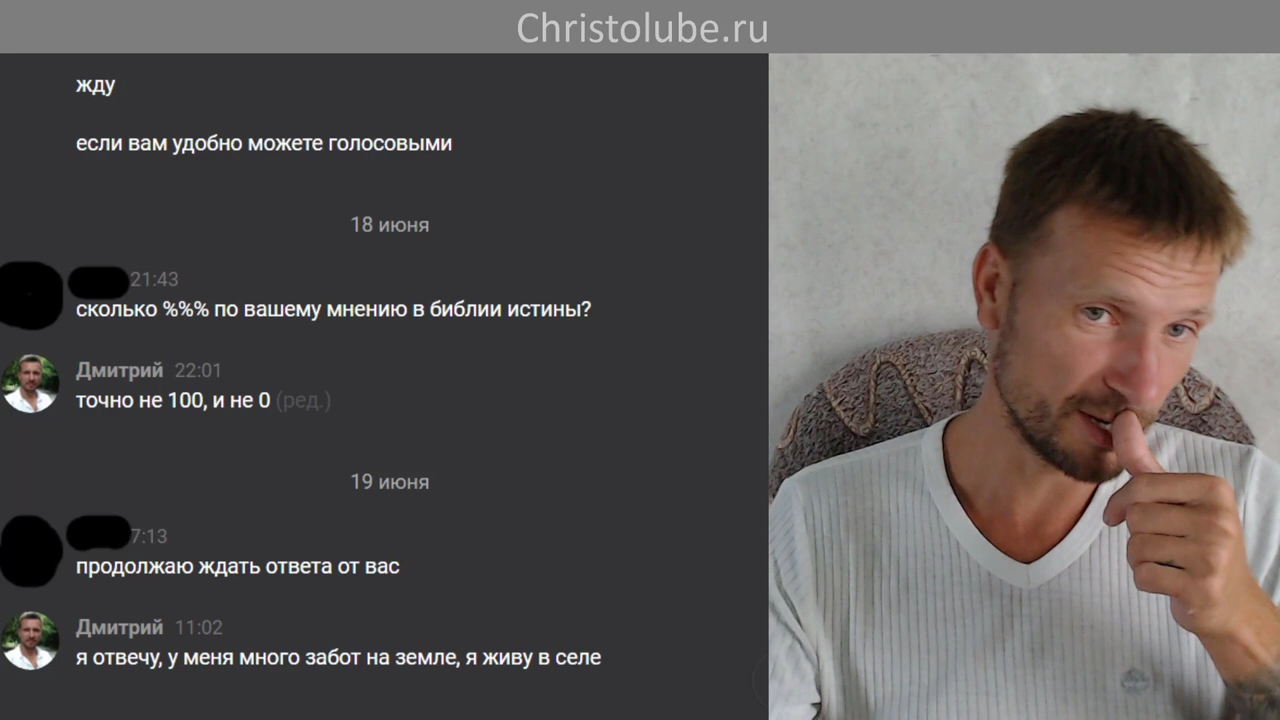 Christolube.ru
жду
если вам удобно можете голосовыми
18 июня
21:43
сколько %%% по вашему мнению в библии истины?
Дмитрий 22:01
точно не 100, и не 0 (ред.)
19 июня
7:13
продолжаю ждать ответа от вас
Дмитрий 11:02
я отвечу, у меня много забот на земле, я живу в селе